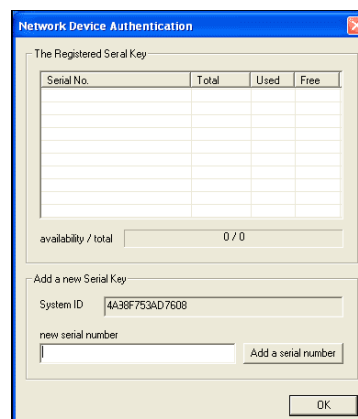 Network Device Authentication
The Registered Seral Key
Serial No. Total Used Free
availability / total 0 / 0
Add a new Serial Key
System ID 4A38F753AD7608
new serial number
Add a serial number
OK